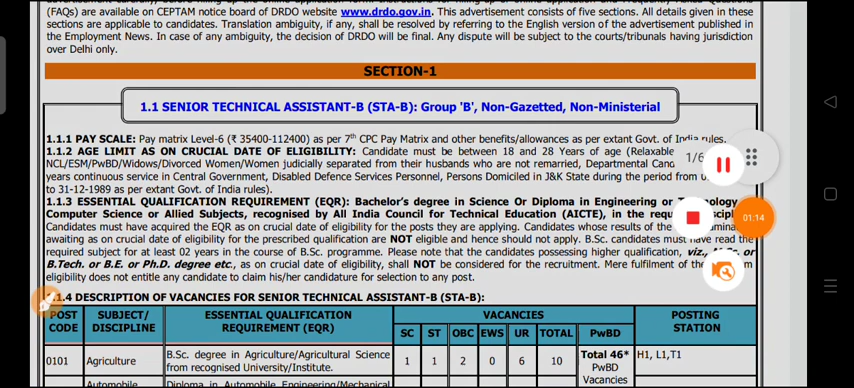 (FAQs) are available on CEPTAM notice board of DRDO website www.drdo.gov.in. This advertisement consists of five sections. All details given in these
sections are applicable to candidates. Translation ambiguity, if any, shall be resolved by referring to the English version of the advertisement published in
the Employment News. In case of any ambiguity, the decision of DRDO will be final. Any dispute will be subject to the courts/tribunals having jurisdiction
over Delhi only.
SECTION-1
1.1 SENIOR TECHNICAL ASSISTANT-B (STA-B): Group 'B', Non-Gazetted, Non-Ministerial
1.1.1 PAY SCALE: Pay matrix Level-6 (₹ 35400-112400) as per 7th CPC Pay Matrix and other benefits/allowances as per extant Govt. of India rules.
1.1.2 AGE LIMIT AS ON CRUCIAL DATE OF ELIGIBILITY: Candidate must be between 18 and 28 Years of age (Relaxable
NCL/ESM/PwBD/Widows/Divorced Women/Women judicially separated from their husbands who are not remarried, Departmental
years continuous service in Central Government, Disabled Defence Services Personnel, Persons Domiciled in J&K State during the period from
to 31-12-1989 as per extant Govt. of India rules).
1.1.3 ESSENTIAL QUALIFICATION REQUIREMENT (EQR): Bachelor's degree in Science Or Diploma in Engineering or
Computer Science or Allied Subjects, recognised by All India Council for Technical Education (AICTE), in the
Candidates must have acquired the EQR as on crucial date of eligibility for the posts they are applying. Candidates whose results of the
awaiting as on crucial date of eligibility for the prescribed qualification are NOT eligible and hence should not apply. B.Sc. candidates must have read the
required subject for at least 02 years in the course of B.Sc. programme. Please note that the candidates possessing higher qualification, viz., or
B.Tech. or B.E. or Ph.D. degree etc., as on crucial date of eligibility, shall NOT be considered for the recruitment. Mere fulfilment of the
eligibility does not entitle any candidate to claim his/her candidature for selection to any post.
1/6
01:14
1.1.4 DESCRIPTION OF VACANCIES FOR SENIOR TECHNICAL ASSISTANT-B (STA-B):
POST CODE SUBJECT/ DISCIPLINE ESSENTIAL QUALIFICATION REQUIREMENT (EQR) VACANCIES POSTING STATION
SC ST OBC EWS UR TOTAL PwBD
0101 Agriculture B.Sc. degree in Agriculture/Agricultural Science 1 1 2 0 6 10 Total 46* H1, L1,T1
from recognised University/Institute. PwBD
Automobile Diploma in Automobile Engineering/Mechanical Vacancies